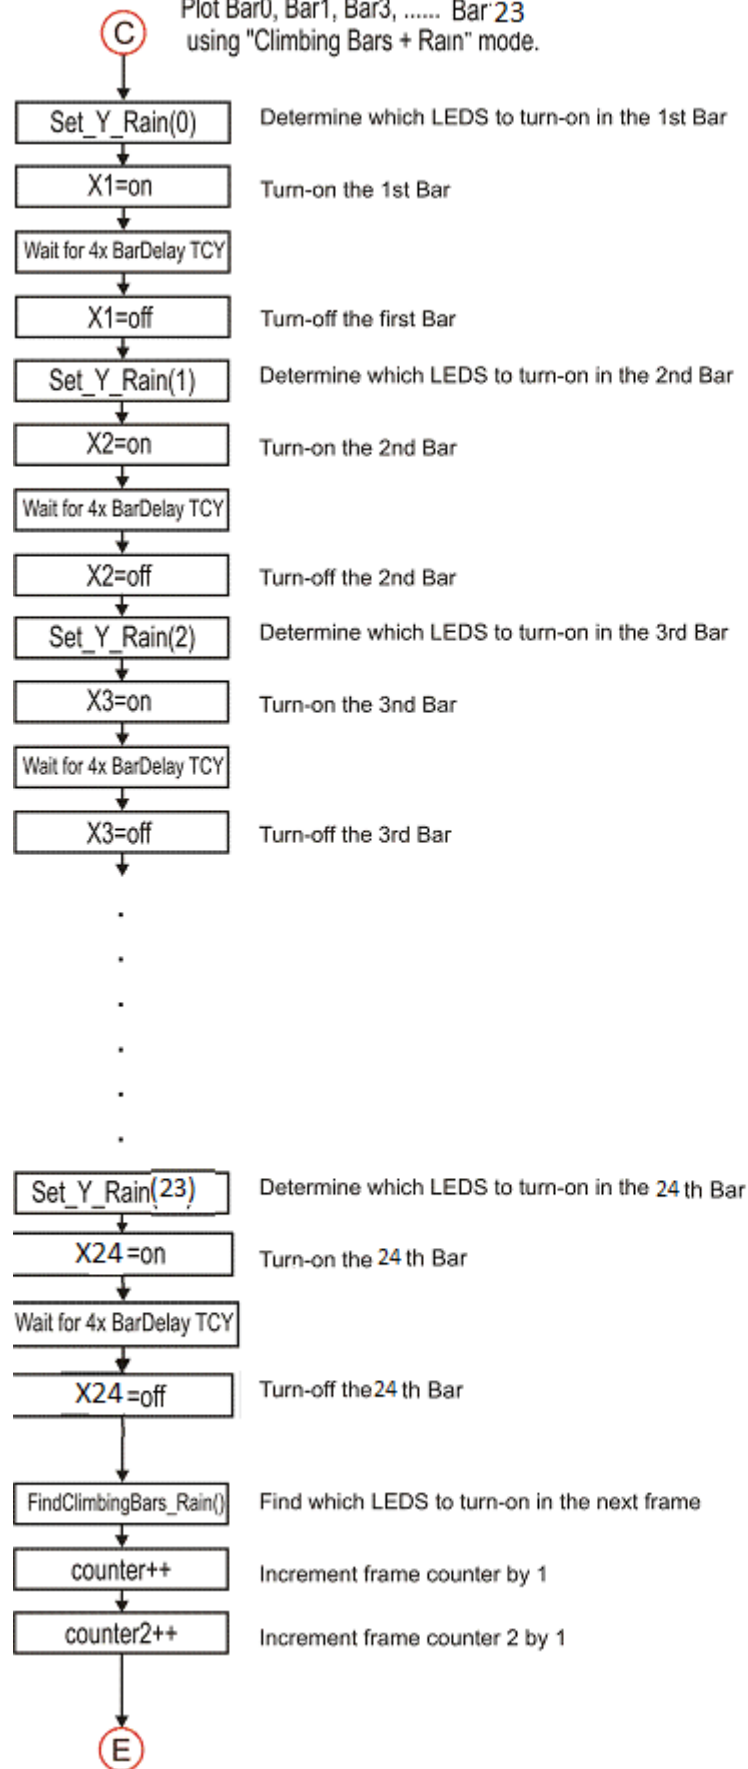 Plot Bar0, Bar1, Bar3, ...... Bar 23
C
using "Climbing Bars + Rain" mode.
Set_Y_Rain(0)
Determine which LEDS to turn-on in the 1st Bar
X1=on
Turn-on the 1st Bar
Wait for 4x BarDelay TCY
X1=off
Turn-off the first Bar
Set_Y_Rain(1)
Determine which LEDS to turn-on in the 2nd Bar
X2=on
Turn-on the 2nd Bar
Wait for 4x BarDelay TCY
X2=off
Turn-off the 2nd Bar
Set_Y_Rain(2)
Determine which LEDS to turn-on in the 3rd Bar
X3=on
Turn-on the 3nd Bar
Wait for 4x BarDelay TCY
X3=off
Turn-off the 3rd Bar
Set_Y_Rain(23)
Determine which LEDS to turn-on in the 24 th Bar
X24=on
Turn-on the 24 th Bar
Wait for 4x BarDelay TCY
X24=off
Turn-off the24 th Bar
FindClimbingBars_Rain()
Find which LEDS to turn-on in the next frame
counter++
Increment frame counter by 1
counter2++
Increment frame counter 2 by 1
E